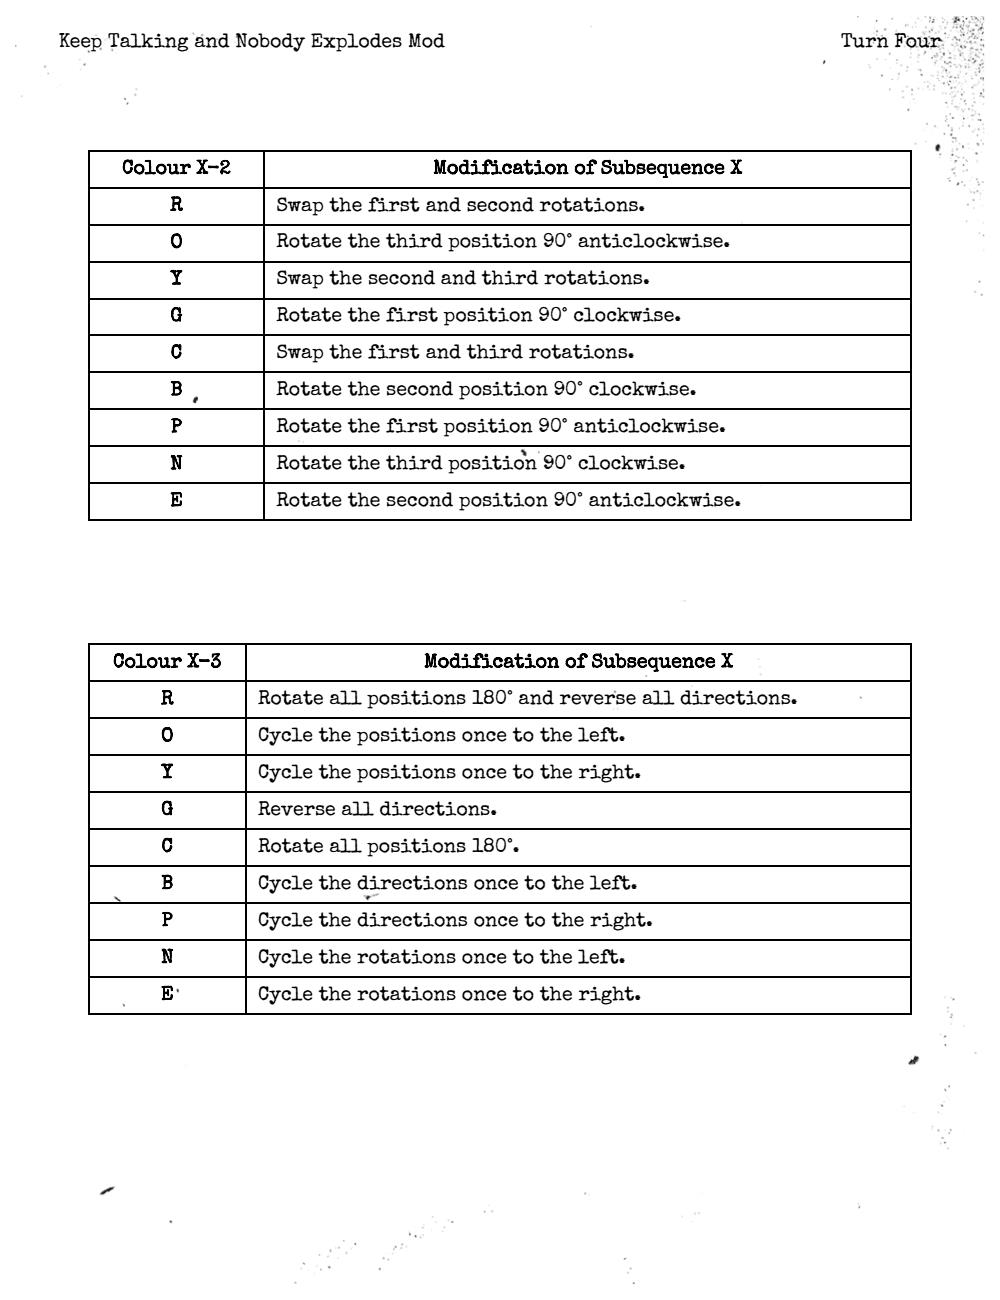 Keep Talking and Nobody Explodes Mod Turn Four
Colour X-2 Modification of Subsequence X
R Swap the first and second rotations.
O Rotate the third position 90° anticlockwise.
Y Swap the second and third rotations.
G Rotate the first position 90° clockwise.
C Swap the first and third rotations.
B Rotate the second position 90° clockwise.
P Rotate the first position 90° anticlockwise.
N Rotate the third position 90° clockwise.
E Rotate the second position 90° anticlockwise.
Colour X-3 Modification of Subsequence X
R Rotate all positions 180° and reverse all directions.
O Cycle the positions once to the left.
Y Cycle the positions once to the right.
G Reverse all directions.
C Rotate all positions 180°.
B Cycle the directions once to the left.
P Cycle the directions once to the right.
N Cycle the rotations once to the left.
E Cycle the rotations once to the right.